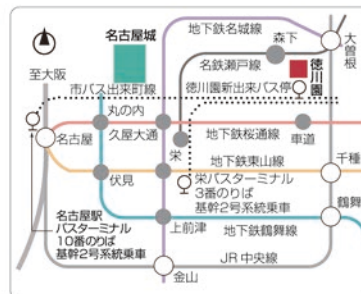 名古屋城
地下鉄名城線
森下
大曽根
名鉄瀬戸線
徳川園
至大阪
市バス出来町線
徳川園新出来バス停
丸の内
名古屋
久屋大通
栄
地下鉄桜通線
車道
地下鉄東山線
千種
伏見
栄バスターミナル
3番のりば
基幹2号系統乗車
名古屋駅
バスターミナル
10番のりば
基幹2号系統乗車
上前津
地下鉄鶴舞線
鶴舞
金山
JR中央線